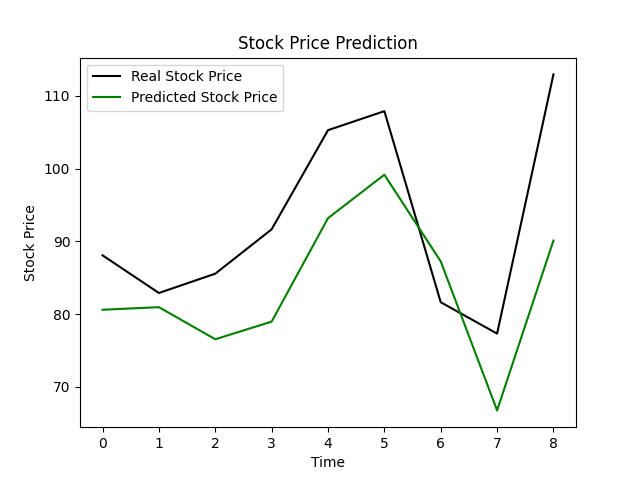 Stock Price Prediction
Real Stock Price
Predicted Stock Price
110
100
90
80
70
Stock Price
0 1 2 3 4 5 6 7 8
Time